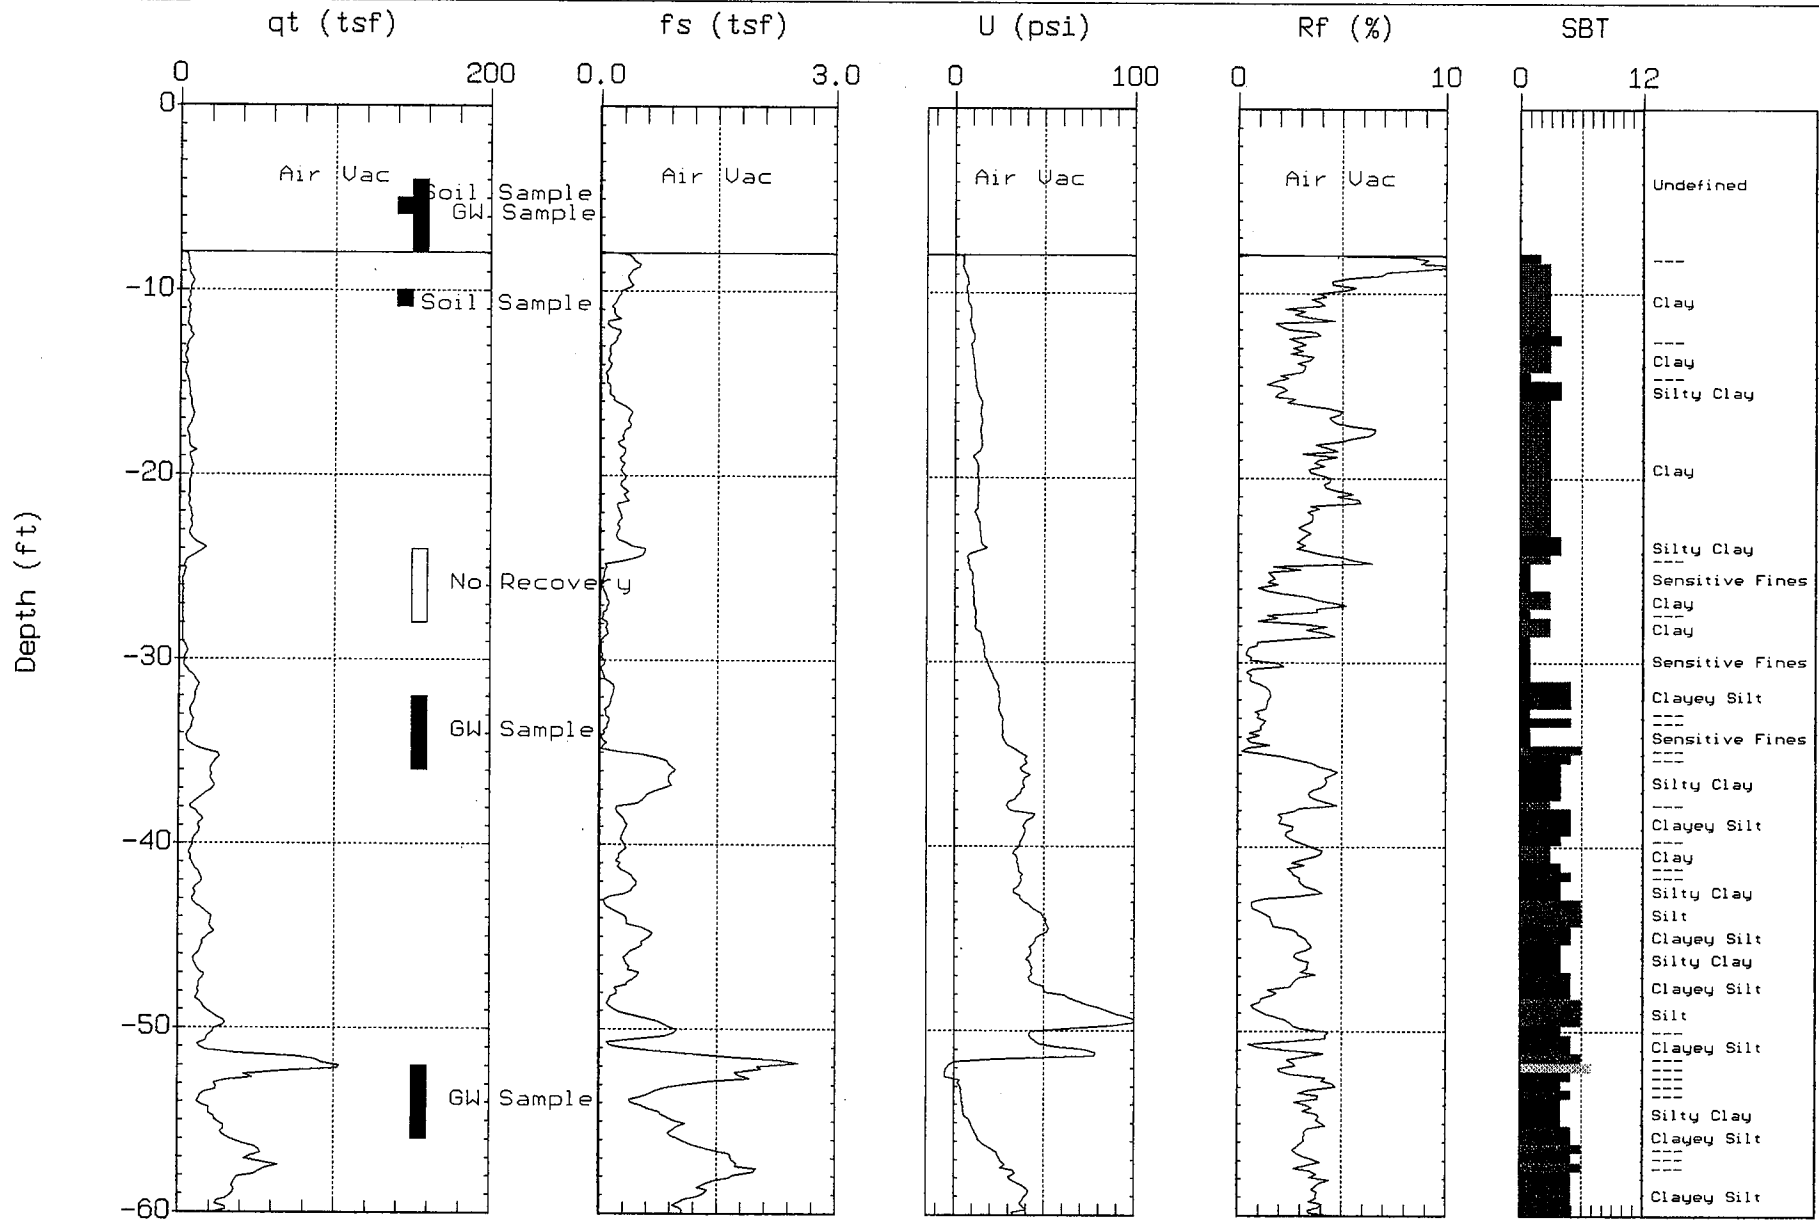 qt (tsf) fs (tsf) U (psi) Rf (%) SBT
0 200 0.0 3.0 0 100 0 10 0 12
0
Air Vac Air Vac Air Vac Air Vac
Undefined
Soil Sample
GW Sample
---
-10
Soil Sample
Clay
---
Clay
---
Silty Clay
-20
Clay
Silty Clay
---
No Recovery
Sensitive Fines
Clay
---
Clay
Depth (ft)
-30
Sensitive Fines
Clayey Silt
---
---
GW Sample
Sensitive Fines
---
---
Silty Clay
---
Clayey Silt
-40
---
Clay
---
---
Silty Clay
Silt
Clayey Silt
Silty Clay
Clayey Silt
Silt
-50
---
Clayey Silt
---
---
---
---
---
GW Sample
Silty Clay
Clayey Silt
---
---
---
Clayey Silt
-60